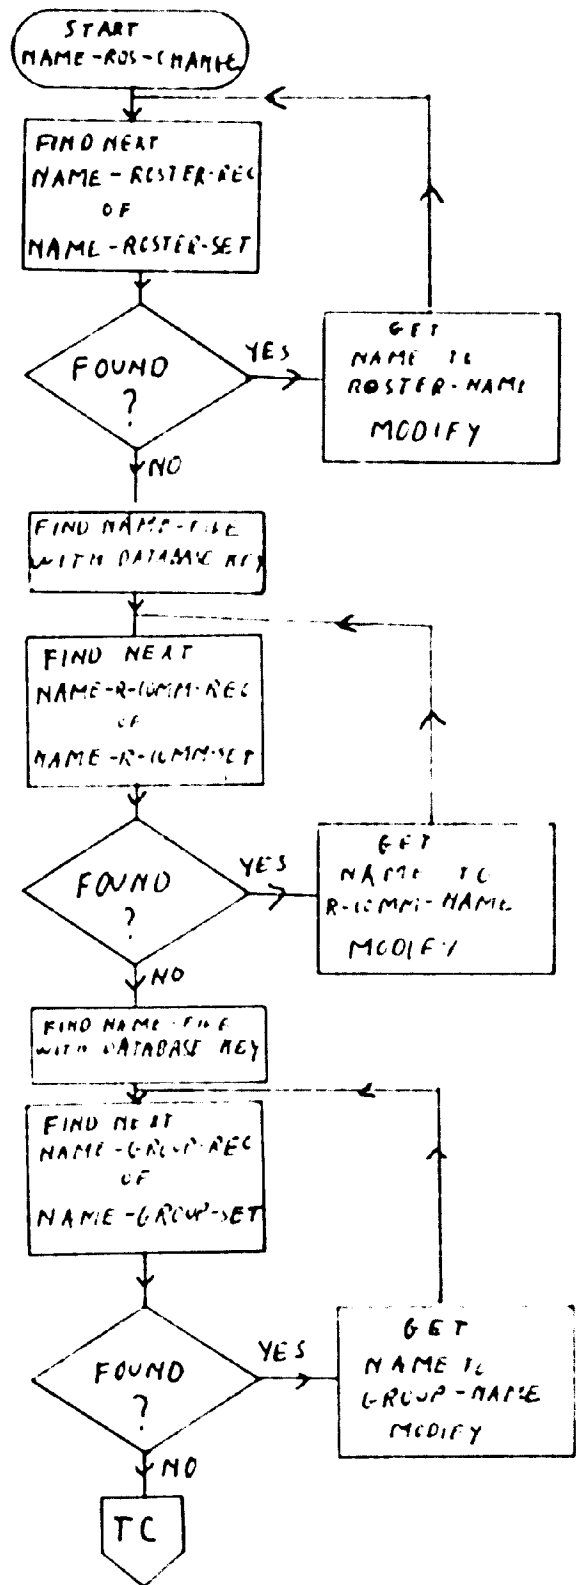 START
NAME-ROS-CHANGE
FIND NEXT
NAME-ROSTER-REC
OF
NAME-ROSTER-SET
FOUND
?
YES
GET
NAME TO
ROSTER-NAME
MODIFY
NO
FIND NAME-FILE
WITH DATABASE KEY
FIND NEXT
NAME-R-COMM-REC
OF
NAME-R-COMM-SET
FOUND
?
YES
GET
NAME TO
R-COMM-NAME
MODIFY
NO
FIND NAME-FILE
WITH DATABASE KEY
FIND NEXT
NAME-GROUP-REC
OF
NAME-GROUP-SET
FOUND
?
YES
GET
NAME TO
GROUP-NAME
MODIFY
NO
TC